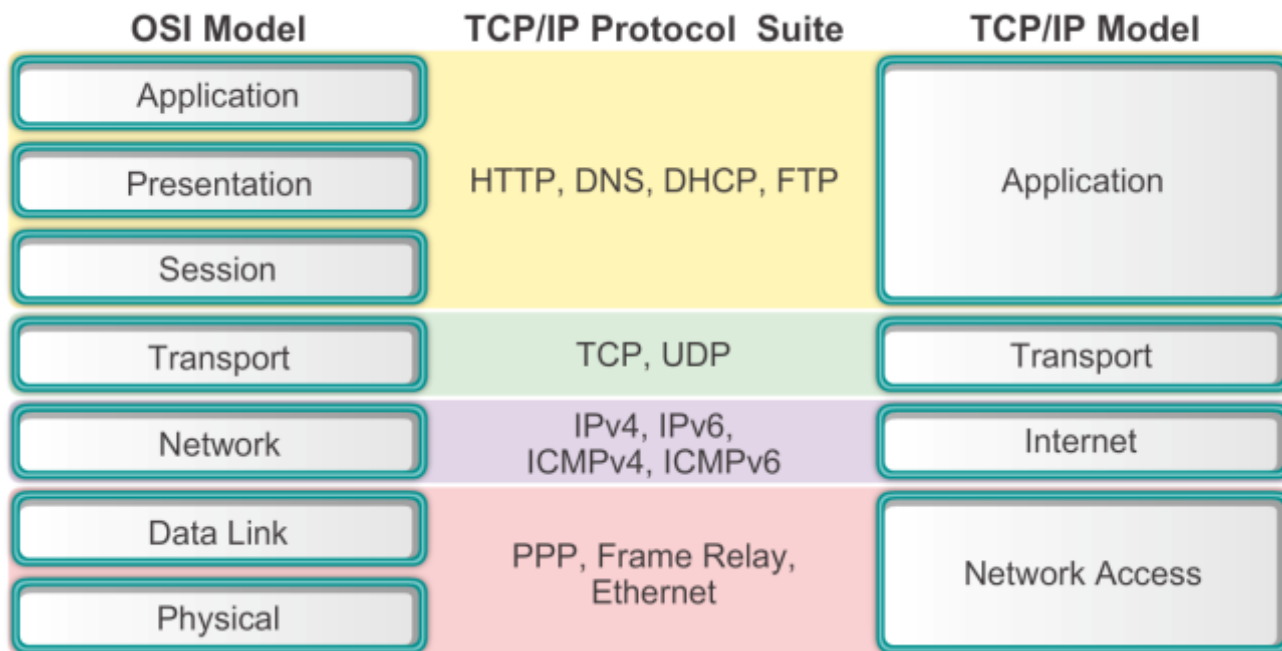 OSI Model
TCP/IP Protocol Suite
TCP/IP Model
Application
Presentation
Session
HTTP, DNS, DHCP, FTP
Application
Transport
TCP, UDP
Transport
Network
IPv4, IPv6,
ICMPv4, ICMPv6
Internet
Data Link
Physical
PPP, Frame Relay,
Ethernet
Network Access